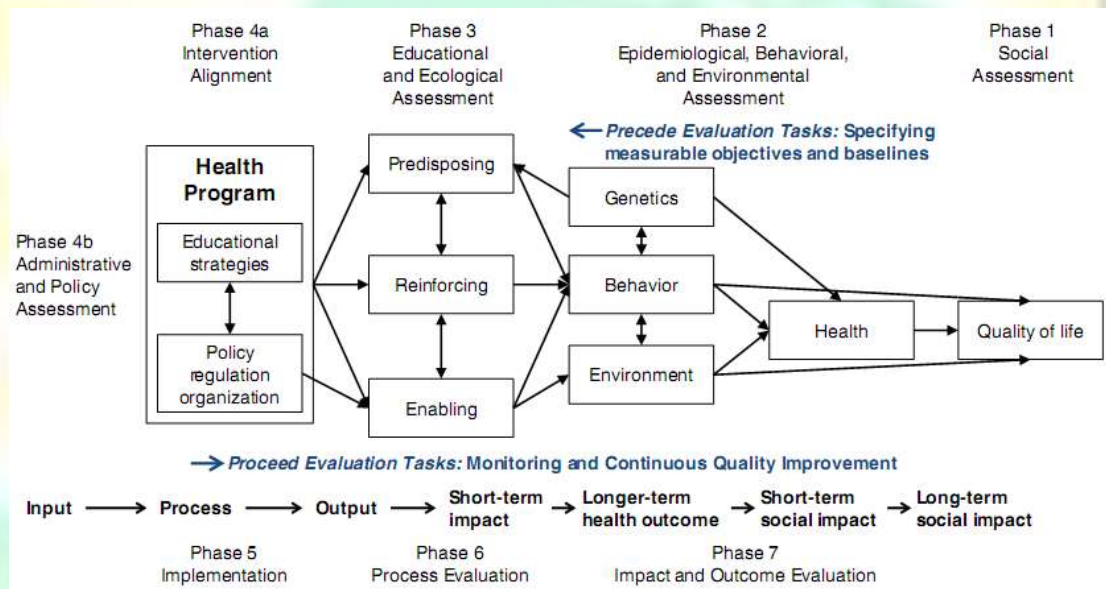 Phase 4a
Intervention
Alignment
Phase 3
Educational
and Ecological
Assessment
Phase 2
Epidemiological, Behavioral,
and Environmental
Assessment
Phase 1
Social
Assessment
Precede Evaluation Tasks: Specifying
measurable objectives and baselines
Health
Program
Educational
strategies
Policy
regulation
organization
Phase 4b
Administrative
and Policy
Assessment
Predisposing
Reinforcing
Enabling
Genetics
Behavior
Environment
Health
Quality of life
Proceed Evaluation Tasks: Monitoring and Continuous Quality Improvement
Input
Process
Output
Short-term
impact
Longer-term
health outcome
Short-term
social impact
Long-term
social impact
Phase 5
Implementation
Phase 6
Process Evaluation
Phase 7
Impact and Outcome Evaluation